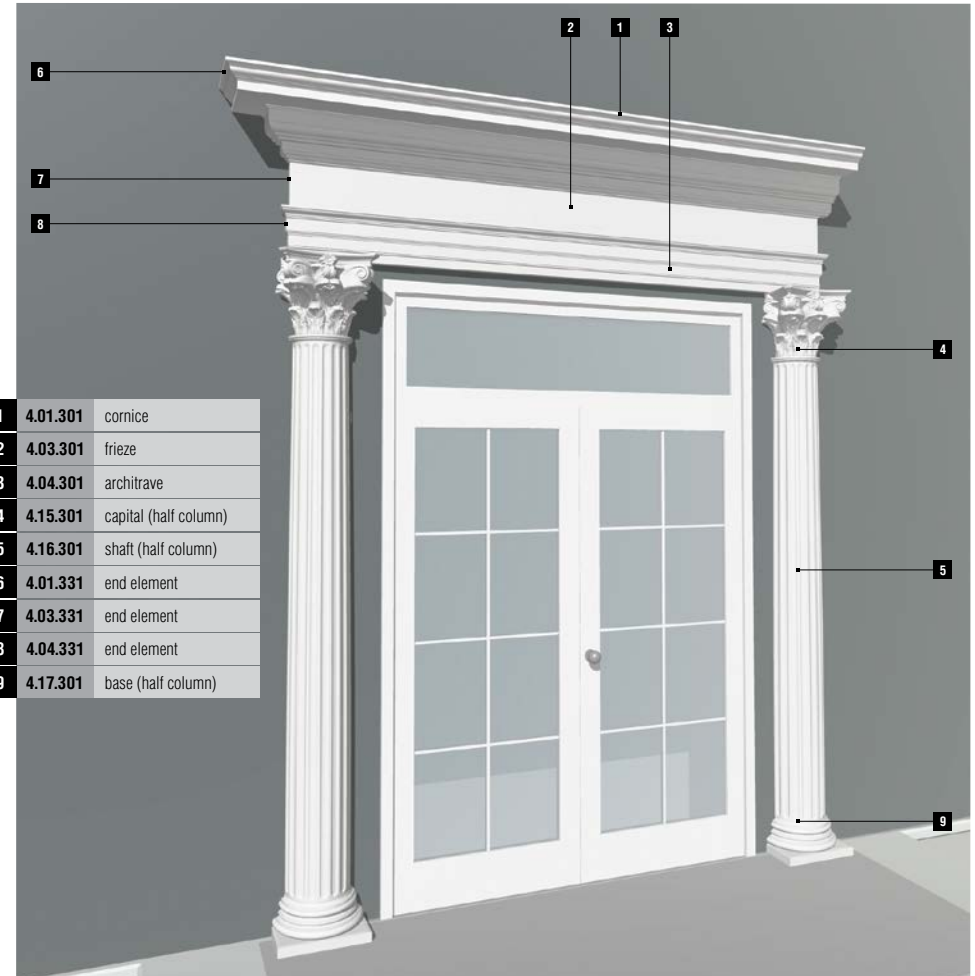 2 1 3
6
7
8
4
1 4.01.301 cornice
2 4.03.301 frieze
3 4.04.301 architrave
4 4.15.301 capital (half column)
5 4.16.301 shaft (half column)
6 4.01.331 end element
7 4.03.331 end element
8 4.04.331 end element
9 4.17.301 base (half column)
5
9